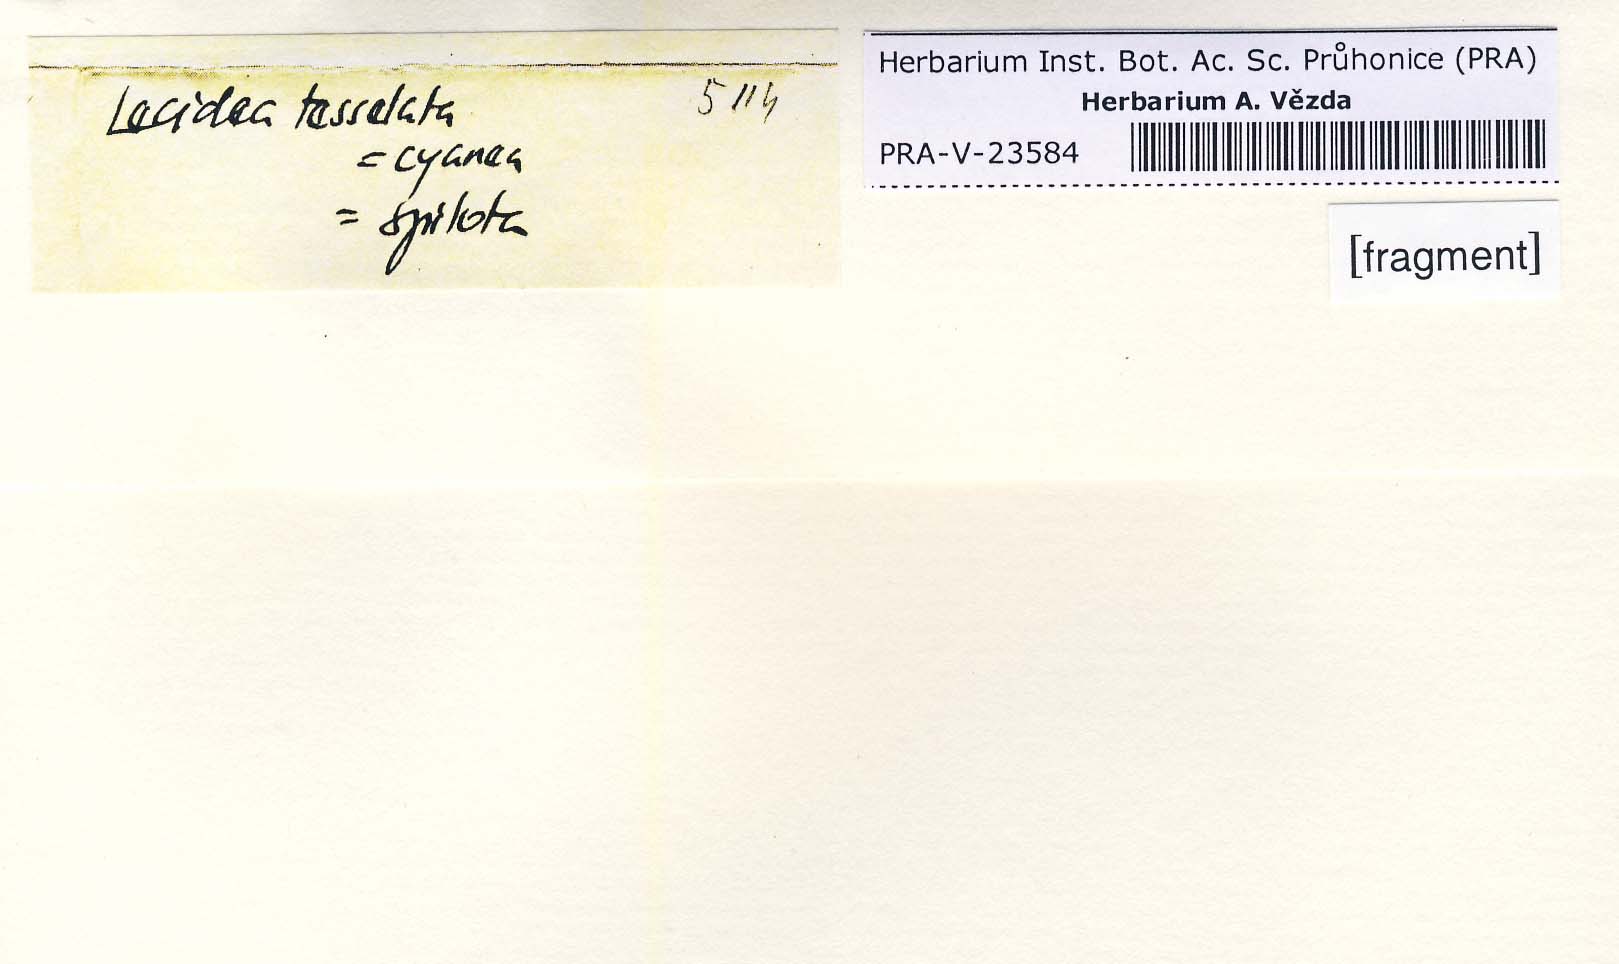 Lecidea tesselata 5114
= cyanea
= spilota
Herbarium Inst. Bot. Ac. Sc. Průhonice (PRA)
Herbarium A. Vězda
PRA-V-23584
[fragment]